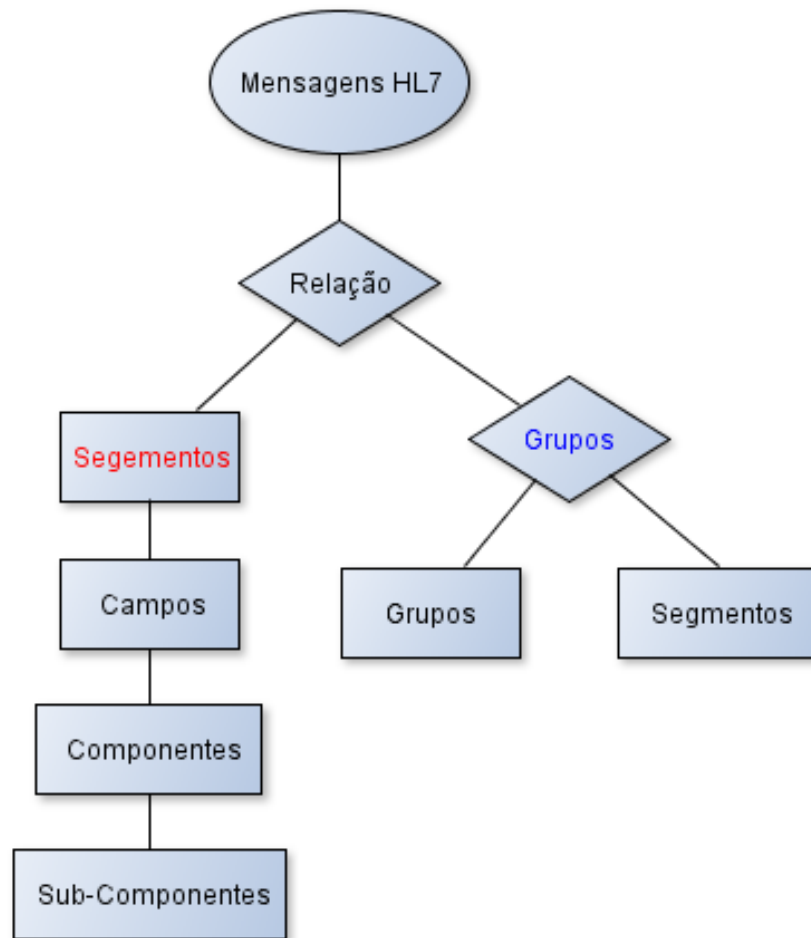 Mensagens HL7
Relação
Segementos
Grupos
Campos
Grupos
Segmentos
Componentes
Sub-Componentes